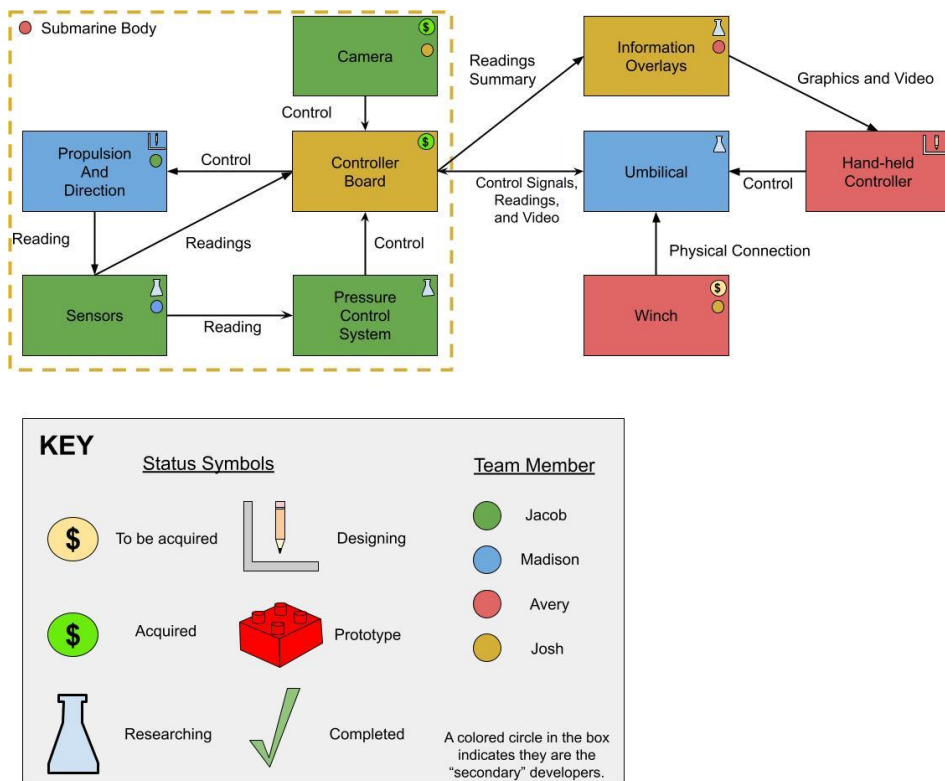 Submarine Body
Camera
Control
Propulsion
And
Direction
Control
Controller
Board
Reading
Readings
Control
Sensors
Reading
Pressure
Control
System
Readings
Summary
Information
Overlays
Graphics and Video
Control Signals,
Readings,
and Video
Umbilical
Control
Hand-held
Controller
Physical Connection
Winch
$
$
$
KEY
Status Symbols
$
To be acquired
Designing
$
Acquired
Prototype
Researching
Completed
Team Member
Jacob
Madison
Avery
Josh
A colored circle in the box
indicates they are the
“secondary” developers.